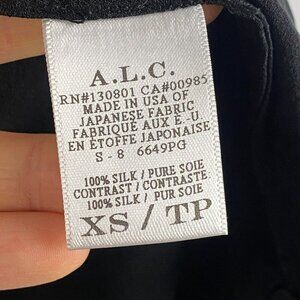 A.L.C.
RN#130801 CA#00985
MADE IN USA OF
JAPANESE FABRIC
FABRIQUÉ AUX É.-U
EN ÉTOFFE JAPONAISE
S - 8 6649PG
100% SILK / PURE SOIE
CONTRAST / CONTRASTE
100% SILK / PUR SOIE
XS / TP